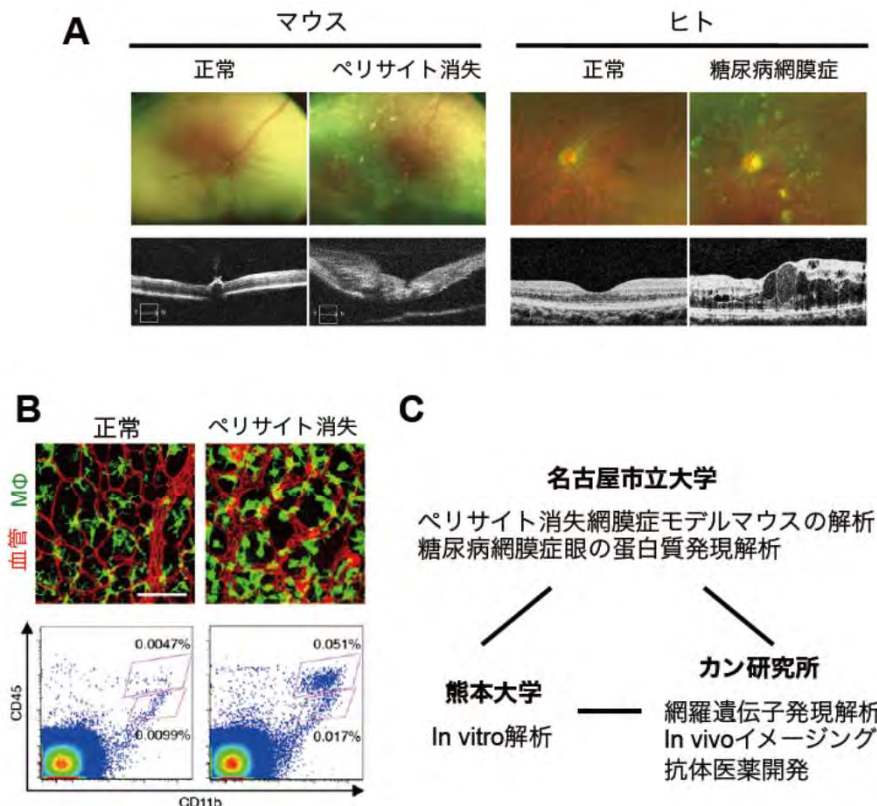 A
マウス
ヒト
正常
ペリサイト消失
正常
糖尿病網膜症
B
正常
ペリサイト消失
血管 MΦ
0.0047%
0.051%
0.0099%
0.017%
CD45
CD11b
C
名古屋市立大学
ペリサイト消失網膜症モデルマウスの解析
糖尿病網膜症眼の蛋白質発現解析
熊本大学
In vitro解析
カン研究所
網羅遺伝子発現解析
In vivoイメージング
抗体医薬開発